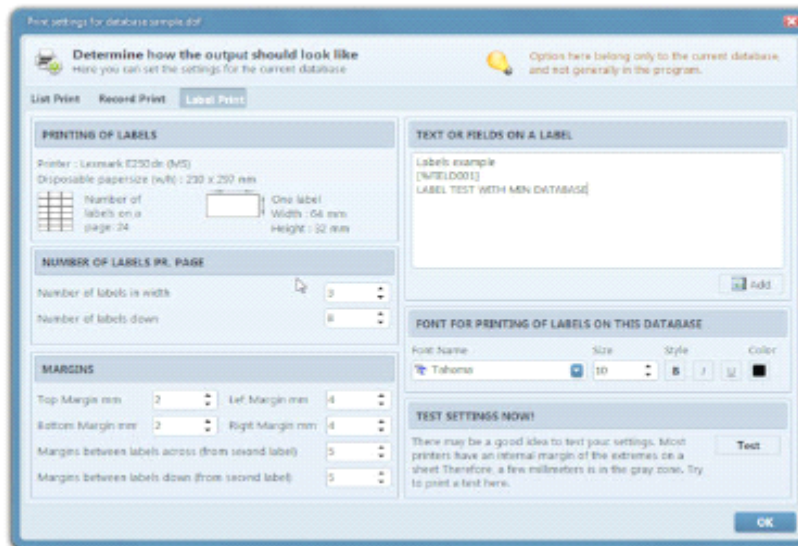 Print settings for database sample.dof
Determine how the output should look like
Here you can set the settings for the current database
Option here belong only to the current database,
and not generally in the program.
List Print Record Print Label Print
PRINTING OF LABELS
Printer : Lexmark E250dn (MS)
Disposable papersize (w/h) : 210 x 297 mm
Number of
labels on a
page: 24
One label
Width : 64 mm
Height : 32 mm
NUMBER OF LABELS PR. PAGE
Number of labels in width 3
Number of labels down 8
MARGINS
Top Margin mm 2 Left Margin mm 4
Bottom Margin mm 2 Right Margin mm 4
Margins between labels across (from second label) 5
Margins between labels down (from second label) 5
TEXT OR FIELDS ON A LABEL
Labels example
[%FIELD001]
LABEL TEST WITH MIN DATABASE
Add
FONT FOR PRINTING OF LABELS ON THIS DATABASE
Font Name Size Style Color
Tahoma 10 B I U
TEST SETTINGS NOW!
There may be a good idea to test your settings. Most
printers have an internal margin of the extremes on a
sheet Therefore, a few millimeters is in the gray zone. Try
to print a test here.
Test
OK